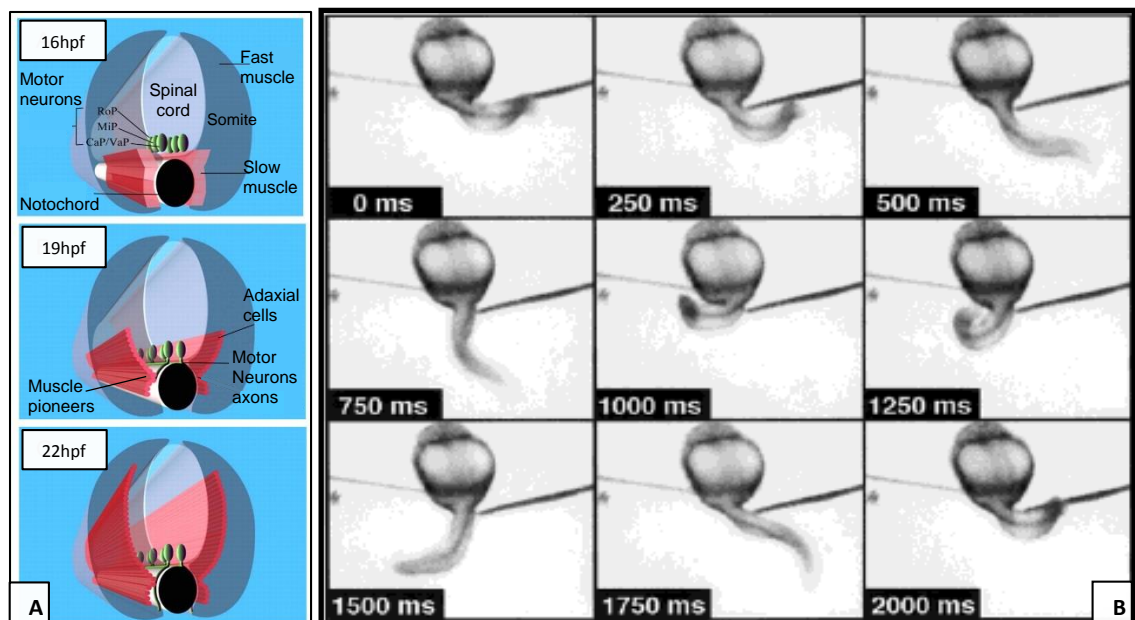 16hpf
Motor
neurons
RoP
MiP
CaP/VaP
Spinal
cord
Fast
muscle
Somite
Slow
muscle
Notochord
19hpf
Adaxial
cells
Motor
Neurons
axons
Muscle
pioneers
22hpf
A
0 ms
250 ms
500 ms
750 ms
1000 ms
1250 ms
1500 ms
1750 ms
2000 ms
B